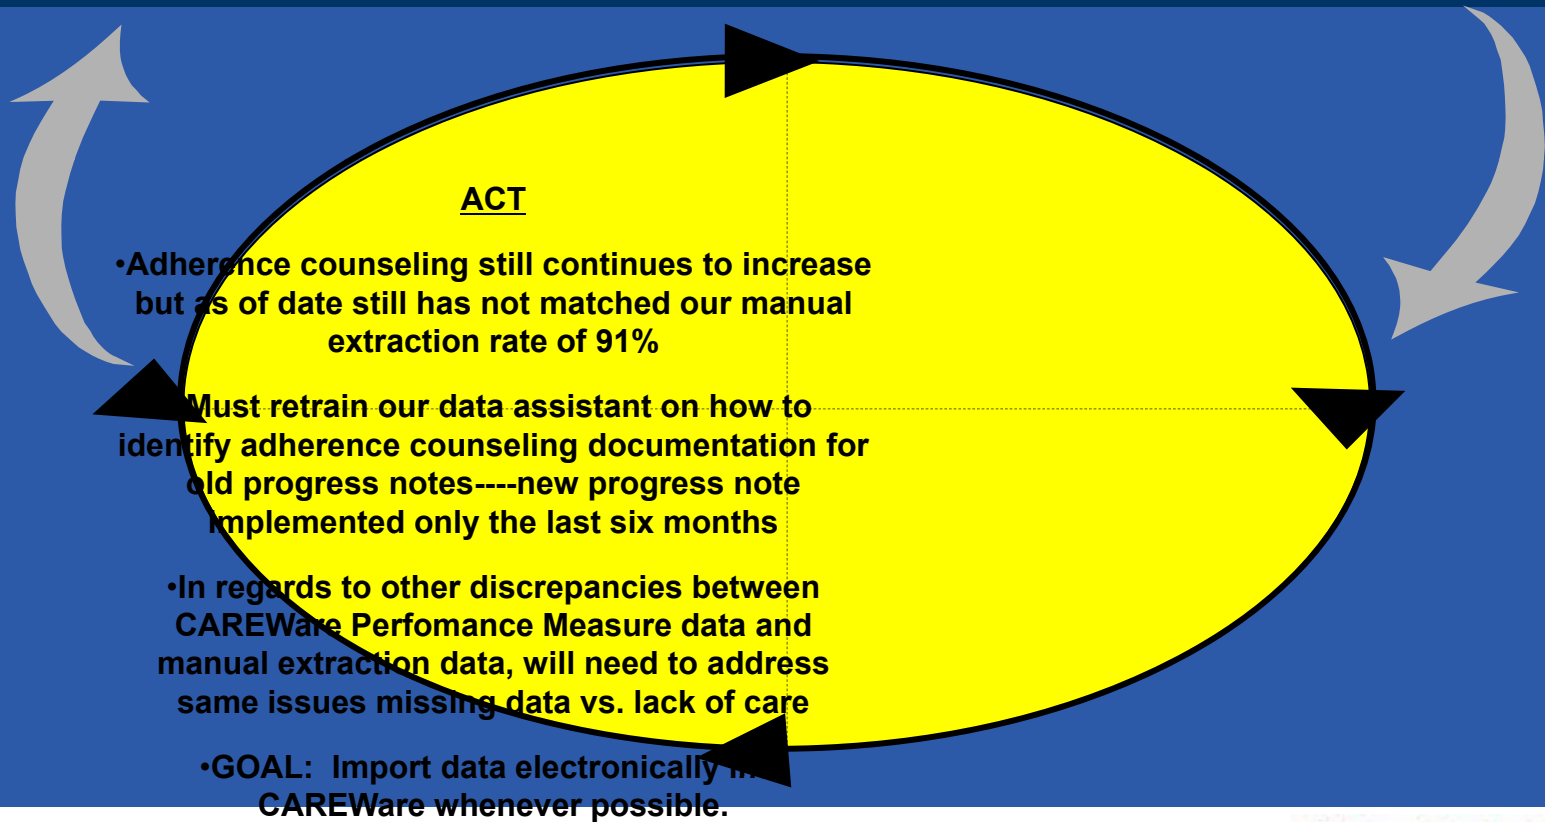 ACT
•Adherence counseling still continues to increase
but as of date still has not matched our manual
extraction rate of 91%
Must retrain our data assistant on how to
identify adherence counseling documentation for
old progress notes----new progress note
implemented only the last six months
•In regards to other discrepancies between
CAREWare Perfomance Measure data and
manual extraction data, will need to address
same issues missing data vs. lack of care
•GOAL:  Import data electronically
CAREWare whenever possible.